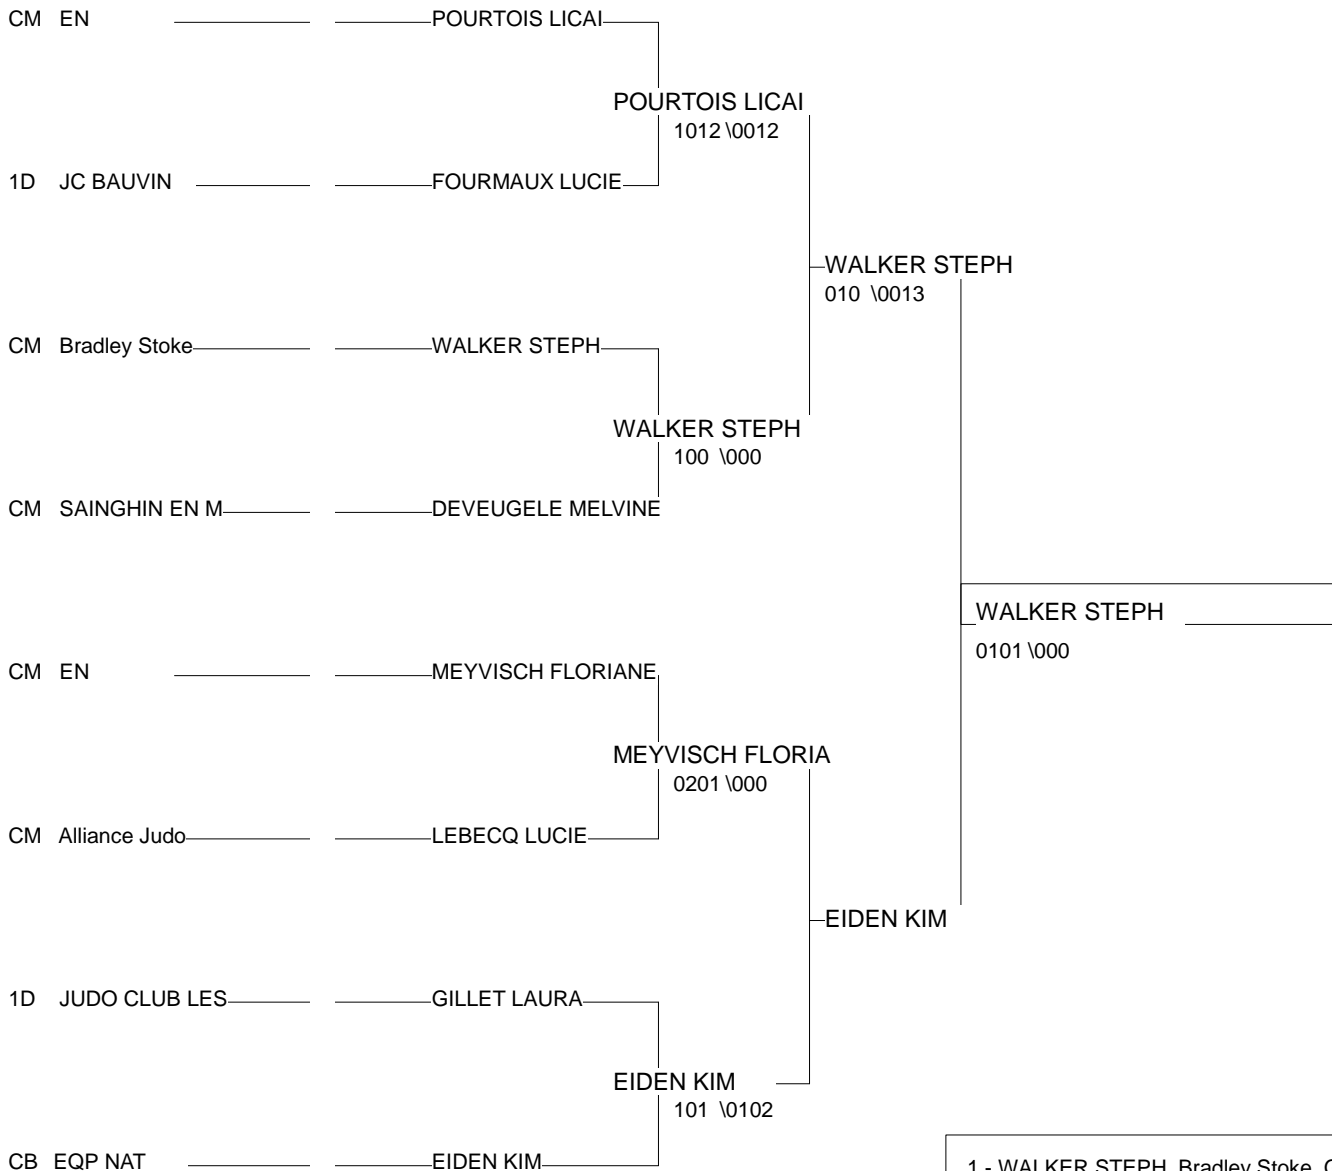 CM EN POURTOIS LICAI
POURTOIS LICAI
1012 \0012
1D JC BAUVIN FOURMAUX LUCIE
WALKER STEPH
010 \0013
CM Bradley Stoke WALKER STEPH
WALKER STEPH
100 \000
CM SAINGHIN EN M DEVEUGELE MELVINE
WALKER STEPH
0101 \000
CM EN MEYVISCH FLORIANE
MEYVISCH FLORIA
0201 \000
CM Alliance Judo LEBECQ LUCIE
EIDEN KIM
1D JUDO CLUB LES GILLET LAURA
EIDEN KIM
101 \0102
CB EQP NAT EIDEN KIM
1 - WALKER STEPH Bradley Stoke